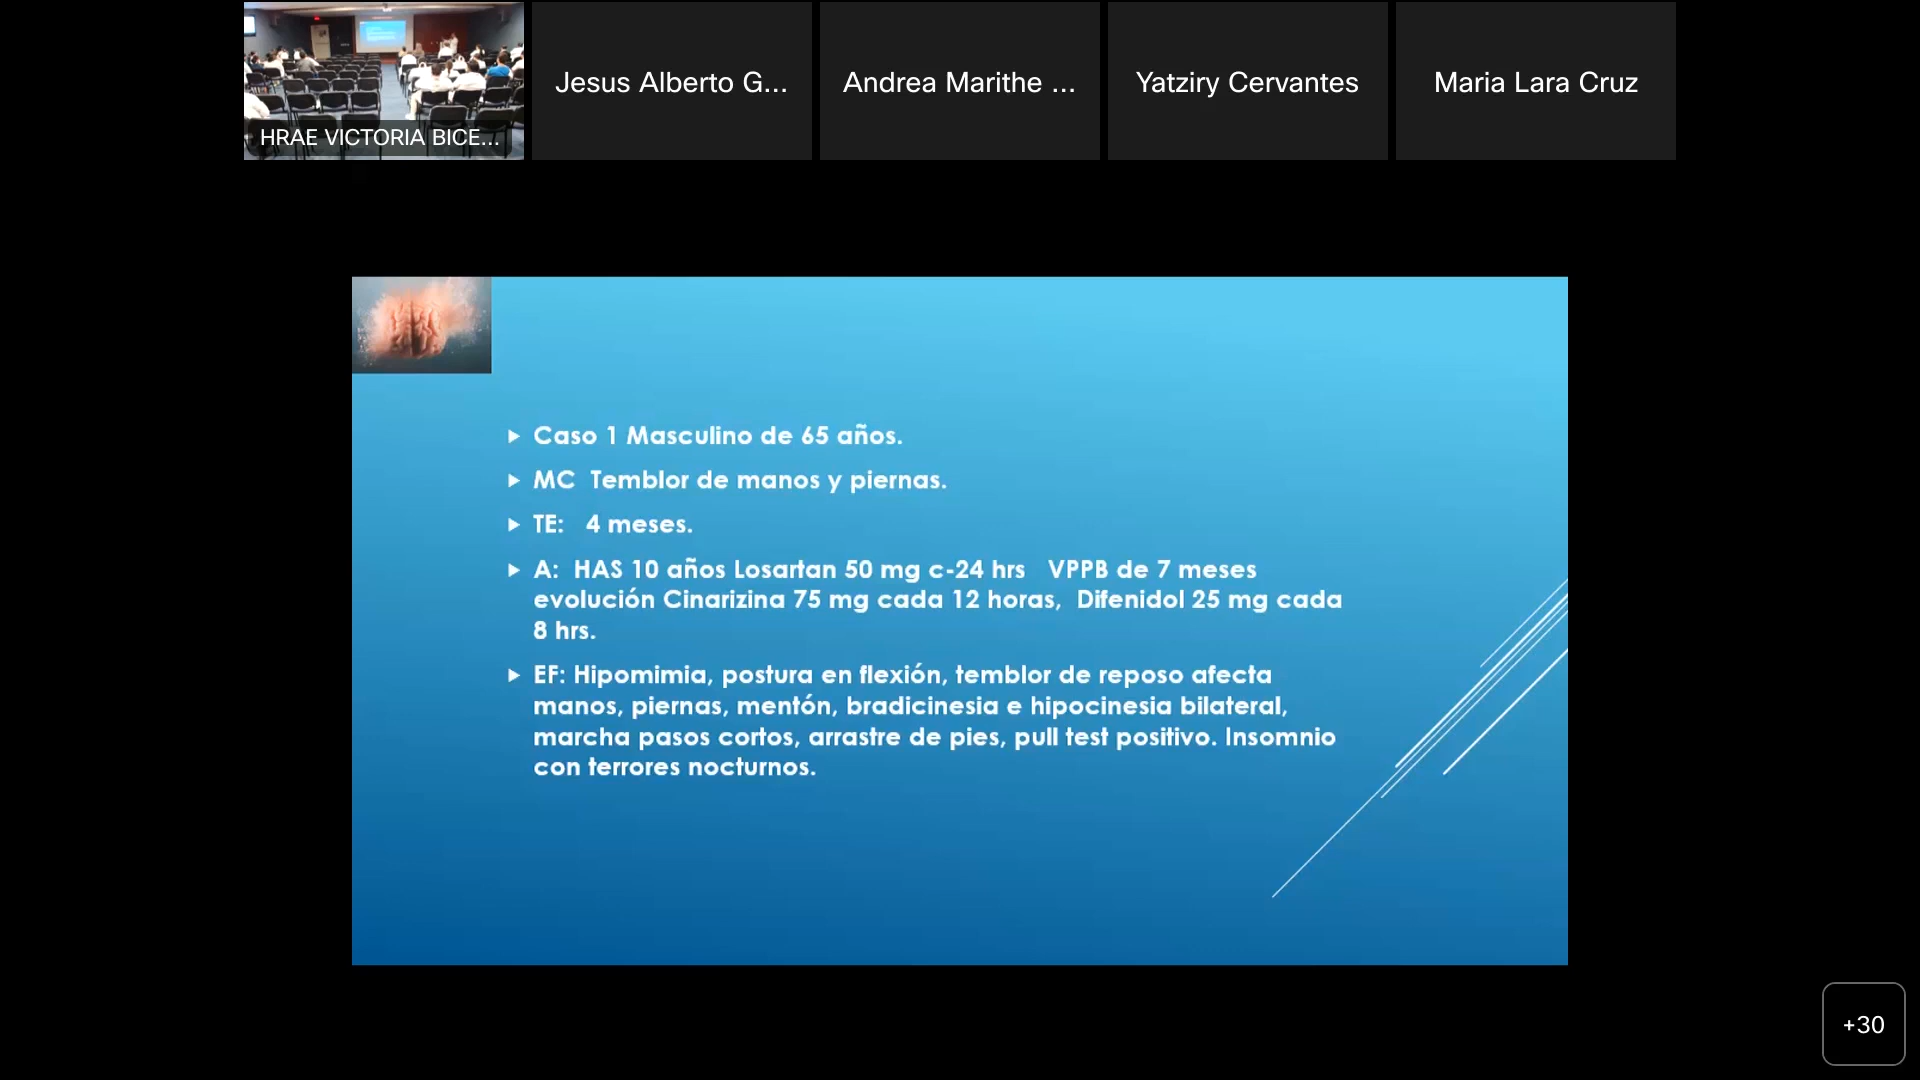 HRAE VICTORIA BICE...
Jesus Alberto G...
Andrea Marithe ...
Yatziry Cervantes
Maria Lara Cruz
Caso 1 Masculino de 65 años.
MC  Temblor de manos y piernas.
TE:   4 meses.
A:  HAS 10 años Losartan 50 mg c-24 hrs   VPPB de 7 meses
evolución Cinarizina 75 mg cada 12 horas,  Difenidol 25 mg cada
8 hrs.
EF: Hipomimia, postura en flexión, temblor de reposo afecta
manos, piernas, mentón, bradicinesia e hipocinesia bilateral,
marcha pasos cortos, arrastre de pies, pull test positivo. Insomnio
con terrores nocturnos.
+30